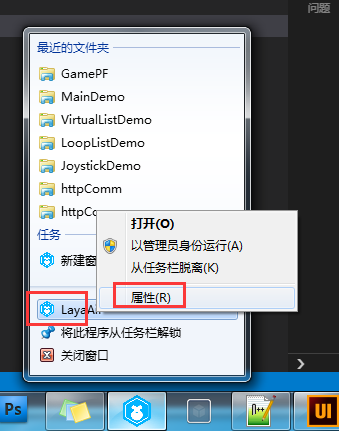 问题
最近的文件夹
GamePF
MainDemo
VirtualListDemo
LoopListDemo
JoystickDemo
httpComm
httpCo
任务
打开(O)
新建窗
以管理员身份运行(A)
从任务栏脱离(K)
属性(R)
LayaAi
将此程序从任务栏解锁
关闭窗口
Ps
N++
UI